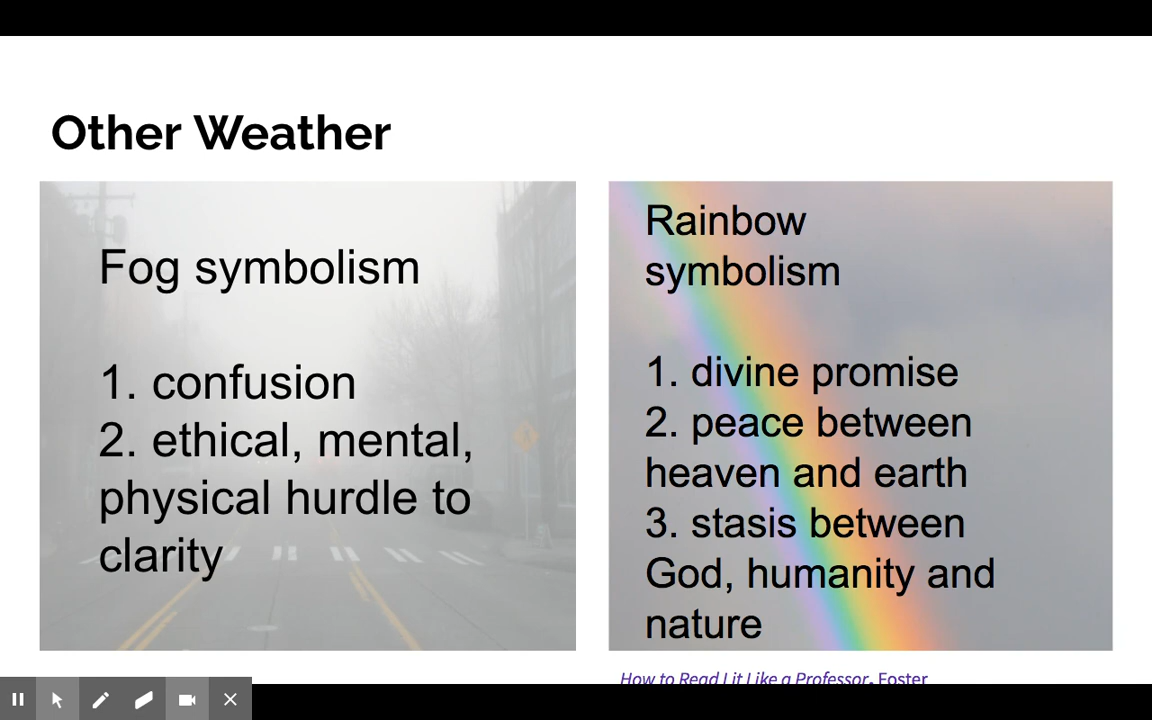 Other Weather
Fog symbolism
1. confusion
2. ethical, mental,
physical hurdle to
clarity
Rainbow
symbolism
1. divine promise
2. peace between
heaven and earth
3. stasis between
God, humanity and
nature
How to Read Lit Like a Professor, Foster